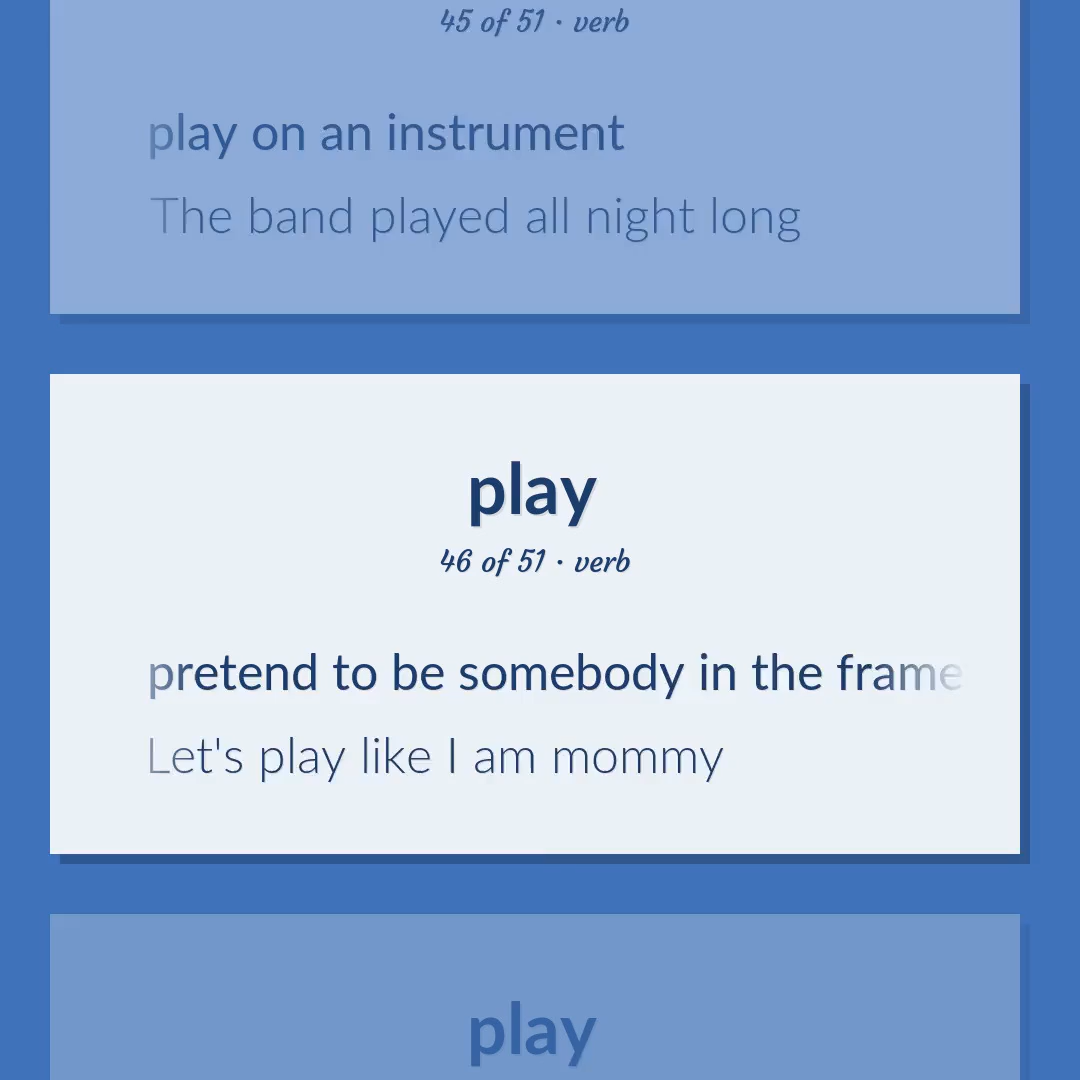 45 of 51 · verb
play on an instrument
The band played all night long
play
46 of 51 · verb
pretend to be somebody in the frame
Let's play like I am mommy
play